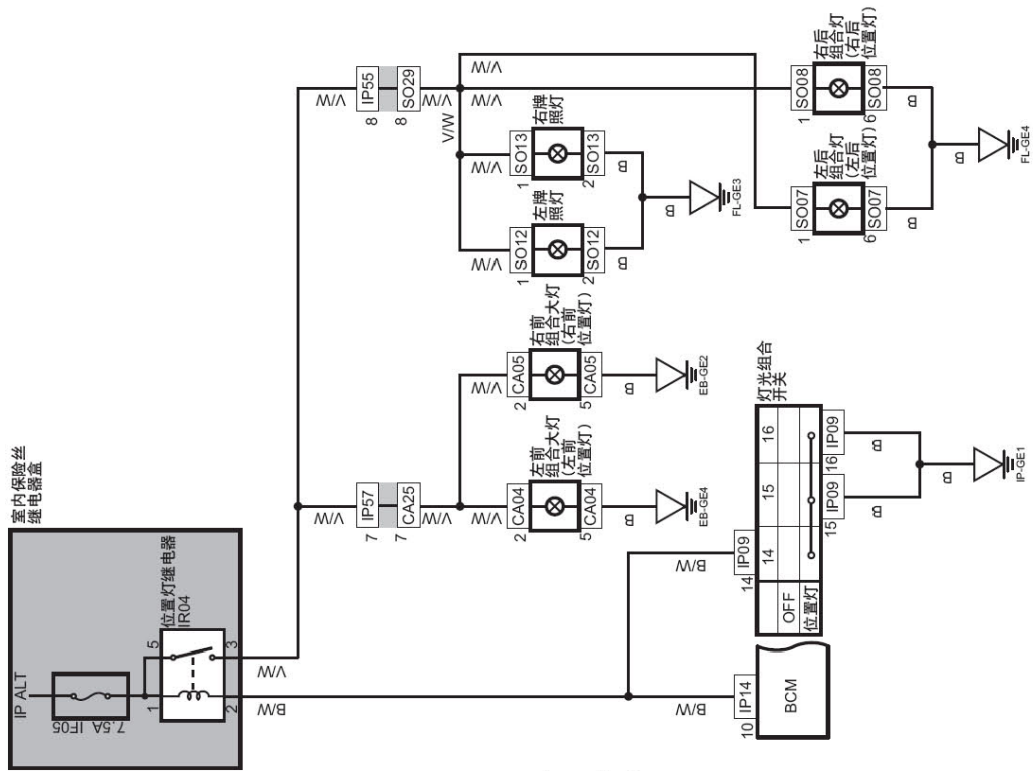 室内保险丝
继电器盒
IP ALT
7.5A IF05
位置灯继电器
IR04
1
5
2
3
B/W
V/W
V/W
IP57
7
CA25
7
V/W
V/W
V/W
2
CA04
左前
组合大灯
(左前
位置灯)
5
CA04
B
EB-GE4
2
CA05
右前
组合大灯
(右前
位置灯)
5
CA05
B
EB-GE2
V/W
IP55
8
SO29
8
V/W
V/W
V/W
V/W
V/W
V/W
1
SO12
左牌
照灯
2
SO12
B
1
SO13
右牌
照灯
2
SO13
B
B
FL-GE3
1
SO07
左后
组合灯
(左后
位置灯)
6
SO07
B
1
SO08
右后
组合灯
(右后
位置灯)
6
SO08
B
B
FL-GE4
B/W
10
IP14
BCM
B/W
14
IP09
灯光组合
开关
14
15
16
OFF
位置灯
15
IP09
16
IP09
B
B
B
IP-GE1